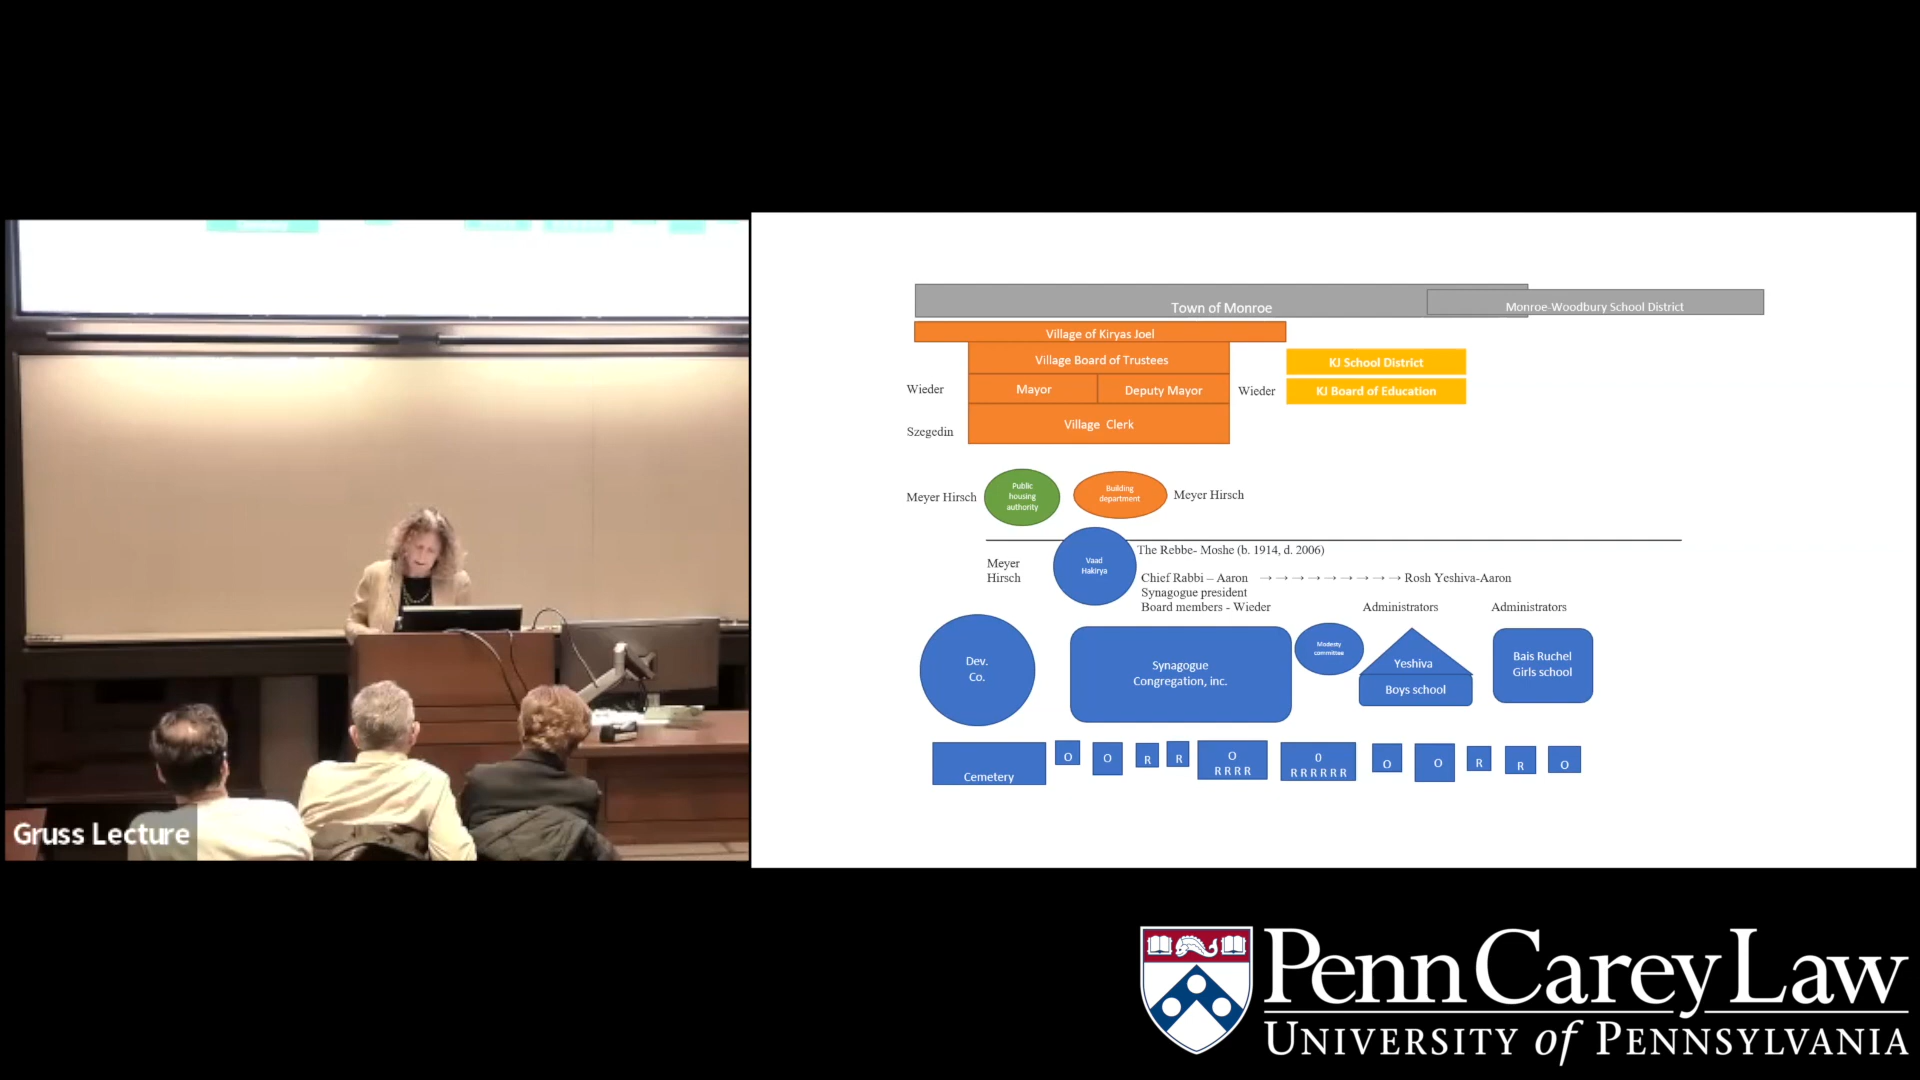 Town of Monroe
Monroe-Woodbury School District
Village of Kiryas Joel
Village Board of Trustees
KJ School District
Wieder
Mayor
Deputy Mayor
Wieder
KJ Board of Education
Szegedin
Village Clerk
Meyer Hirsch
Public
housing
authority
Building
department
Meyer Hirsch
Meyer
Hirsch
Vaad
Hakirya
The Rebbe- Moshe (b. 1914, d. 2006)
Chief Rabbi – Aaron →→→→→→→→→ Rosh Yeshiva-Aaron
Synagogue president
Board members - Wieder
Administrators
Administrators
Dev.
Co.
Synagogue
Congregation, inc.
Modesty
committee
Yeshiva
Boys school
Bais Ruchel
Girls school
Cemetery
O
O
R
R
O
R R R R
0
R R R R R R
O
O
R
R
O
Gruss Lecture
Penn Carey Law
UNIVERSITY of PENNSYLVANIA